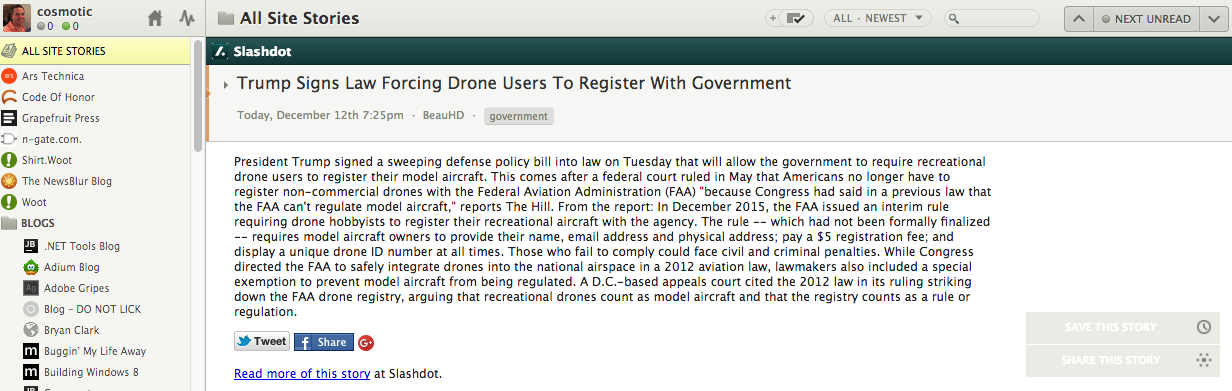 cosmotic
0 0
All Site Stories
+
ALL · NEWEST
NEXT UNREAD
ALL SITE STORIES
Ars Technica
Code Of Honor
Grapefruit Press
n-gate.com.
Shirt.Woot
The NewsBlur Blog
Woot
BLOGS
.NET Tools Blog
Adium Blog
Adobe Gripes
Blog - DO NOT LICK
Bryan Clark
Buggin' My Life Away
Building Windows 8
Slashdot
Trump Signs Law Forcing Drone Users To Register With Government
Today, December 12th 7:25pm · BeauHD · government
President Trump signed a sweeping defense policy bill into law on Tuesday that will allow the government to require recreational
drone users to register their model aircraft. This comes after a federal court ruled in May that Americans no longer have to
register non-commercial drones with the Federal Aviation Administration (FAA) "because Congress had said in a previous law that
the FAA can't regulate model aircraft," reports The Hill. From the report: In December 2015, the FAA issued an interim rule
requiring drone hobbyists to register their recreational aircraft with the agency. The rule -- which had not been formally finalized
-- requires model aircraft owners to provide their name, email address and physical address; pay a $5 registration fee; and
display a unique drone ID number at all times. Those who fail to comply could face civil and criminal penalties. While Congress
directed the FAA to safely integrate drones into the national airspace in a 2012 aviation law, lawmakers also included a special
exemption to prevent model aircraft from being regulated. A D.C.-based appeals court cited the 2012 law in its ruling striking
down the FAA drone registry, arguing that recreational drones count as model aircraft and that the registry counts as a rule or
regulation.
Tweet f Share G+
Read more of this story at Slashdot.
SAVE THIS STORY
SHARE THIS STORY